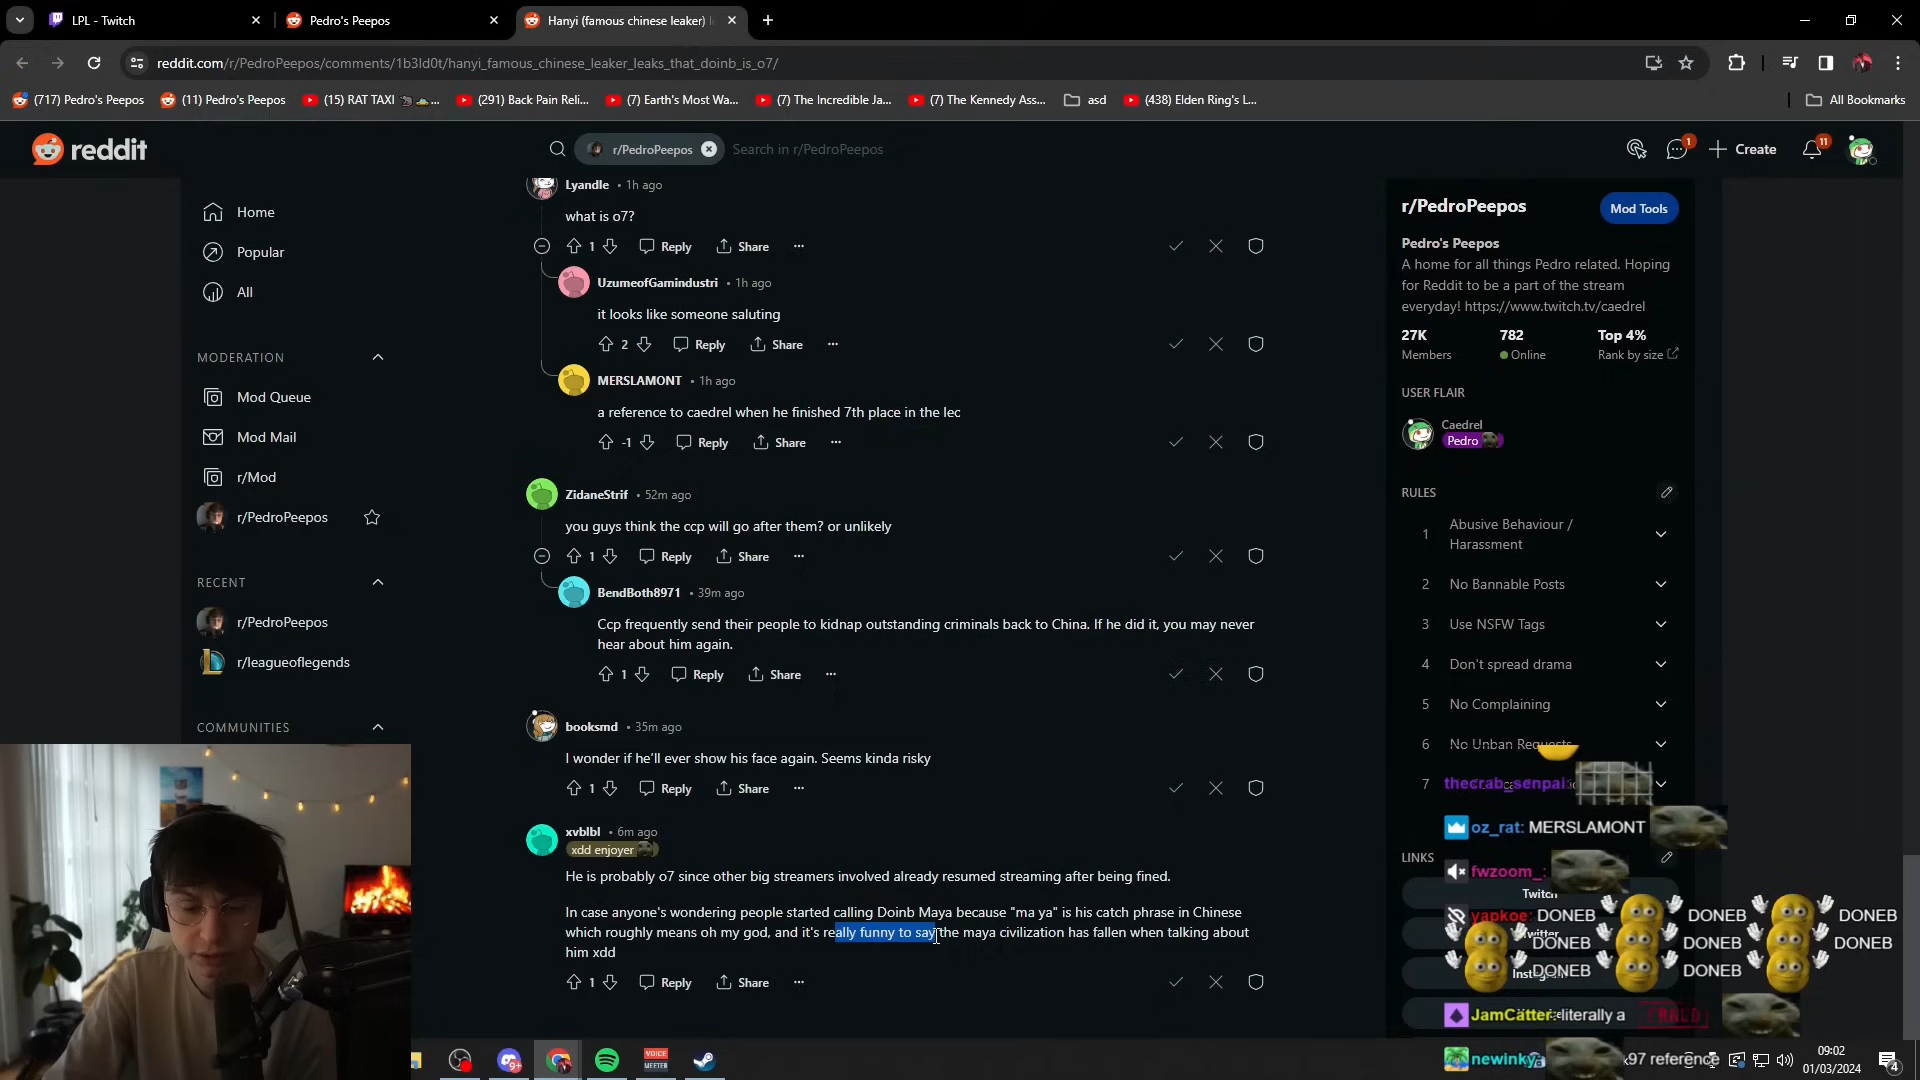 LPL - Twitch
Pedro's Peepos
Hanyi (famous chinese leaker) l
reddit.com/r/PedroPeepos/comments/1b3ld0t/hanyi_famous_chinese_leaker_leaks_that_doinb_is_o7/
(717) Pedro's Peepos
(11) Pedro's Peepos
(15) RAT TAXI
(291) Back Pain Reli...
(7) Earth's Most Wa...
(7) The Incredible Ja...
(7) The Kennedy Ass...
asd
(438) Elden Ring's L...
All Bookmarks
reddit
r/PedroPeepos
Search in r/PedroPeepos
1
Create
11
Home
Popular
All
MODERATION
Mod Queue
Mod Mail
r/Mod
r/PedroPeepos
RECENT
r/PedroPeepos
r/leagueoflegends
COMMUNITIES
Lyandle • 1h ago
what is o7?
1 Reply Share
UzumeofGamindustri • 1h ago
it looks like someone saluting
2 Reply Share
MERSLAMONT • 1h ago
a reference to caedrel when he finished 7th place in the lec
-1 Reply Share
ZidaneStrif • 52m ago
you guys think the ccp will go after them? or unlikely
1 Reply Share
BendBoth8971 • 39m ago
Ccp frequently send their people to kidnap outstanding criminals back to China. If he did it, you may never
hear about him again.
1 Reply Share
booksmd • 35m ago
I wonder if he'll ever show his face again. Seems kinda risky
1 Reply Share
xvblbl • 6m ago
xdd enjoyer
He is probably o7 since other big streamers involved already resumed streaming after being fined.
In case anyone's wondering people started calling Doinb Maya because "ma ya" is his catch phrase in Chinese
which roughly means oh my god, and it's really funny to say the maya civilization has fallen when talking about
him xdd
1 Reply Share
r/PedroPeepos
Mod Tools
Pedro's Peepos
A home for all things Pedro related. Hoping
for Reddit to be a part of the stream
everyday! https://www.twitch.tv/caedrel
27K 782 Top 4%
Members Online Rank by size
USER FLAIR
Caedrel
Pedro
RULES
1 Abusive Behaviour /
Harassment
2 No Bannable Posts
3 Use NSFW Tags
4 Don't spread drama
5 No Complaining
6 No Unban Requests
7
thecrab_senpai:
oz_rat: MERSLAMONT
LINKS
fwzoom_:
Twitch
yapkoe: DONEB DONEB DONEB
Twitter
DONEB DONEB DONEB
DONEB DONEB DONEB
JamCatter: literally a
newinky
k97 reference
9+
VOICE
MEETER
09:02
01/03/2024
4